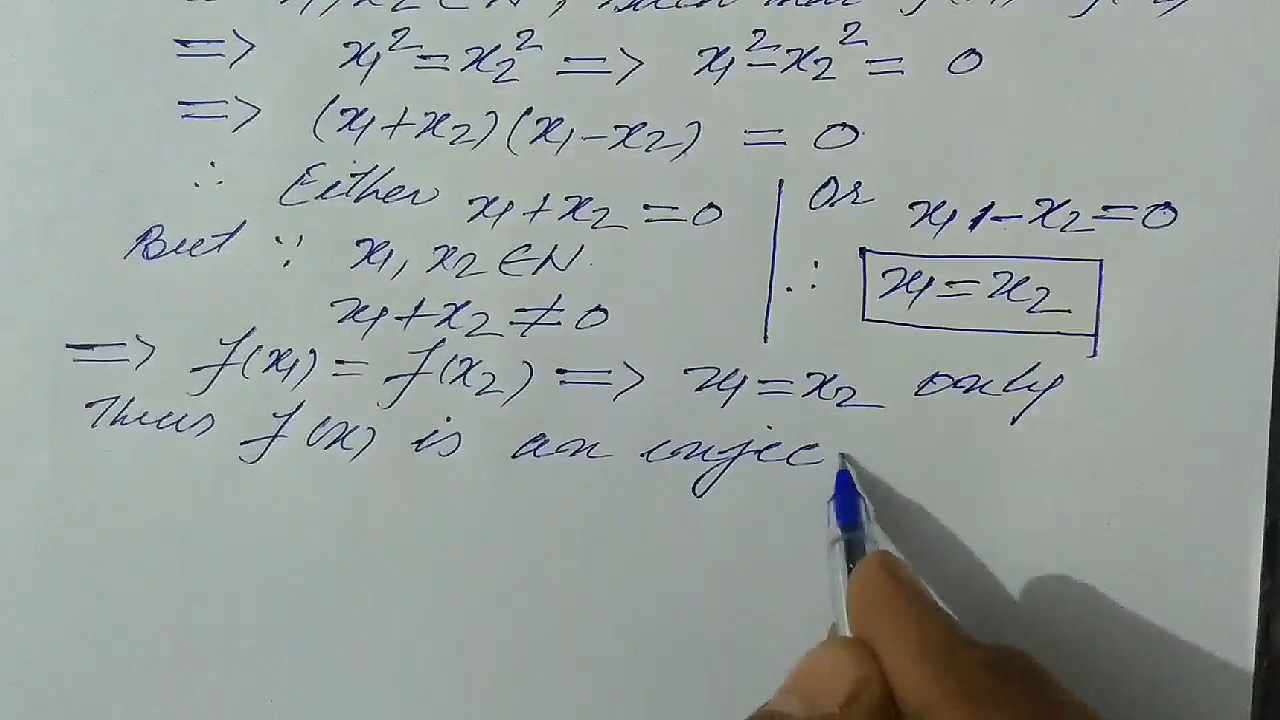 x₁² = x₂² => x₁² - x₂² = 0
=> (x₁+x₂)(x₁-x₂) = 0
∴ Either x₁+x₂ = 0 | Or x₁ - x₂ = 0
But ∵ x₁, x₂ ∈ N. ∴ x₁ = x₂
x₁+x₂ ≠ 0
=> f(x₁) = f(x₂) => x₁ = x₂ only
Thus f(x) is an injec